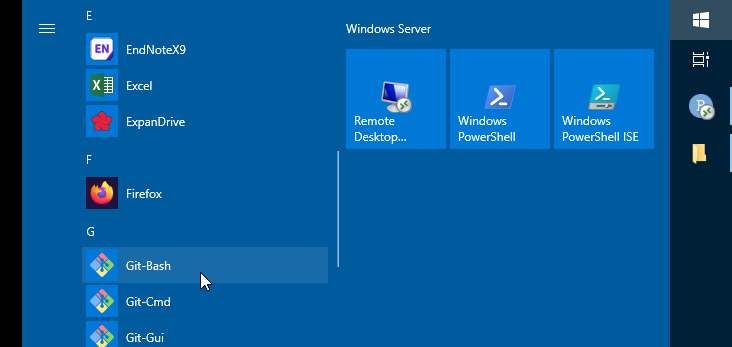 E
EN
EndNoteX9
Excel
ExpanDrive
F
Firefox
G
Git-Bash
Git-Cmd
Git-Gui
Windows Server
Remote
Desktop...
Windows
PowerShell
Windows
PowerShell ISE